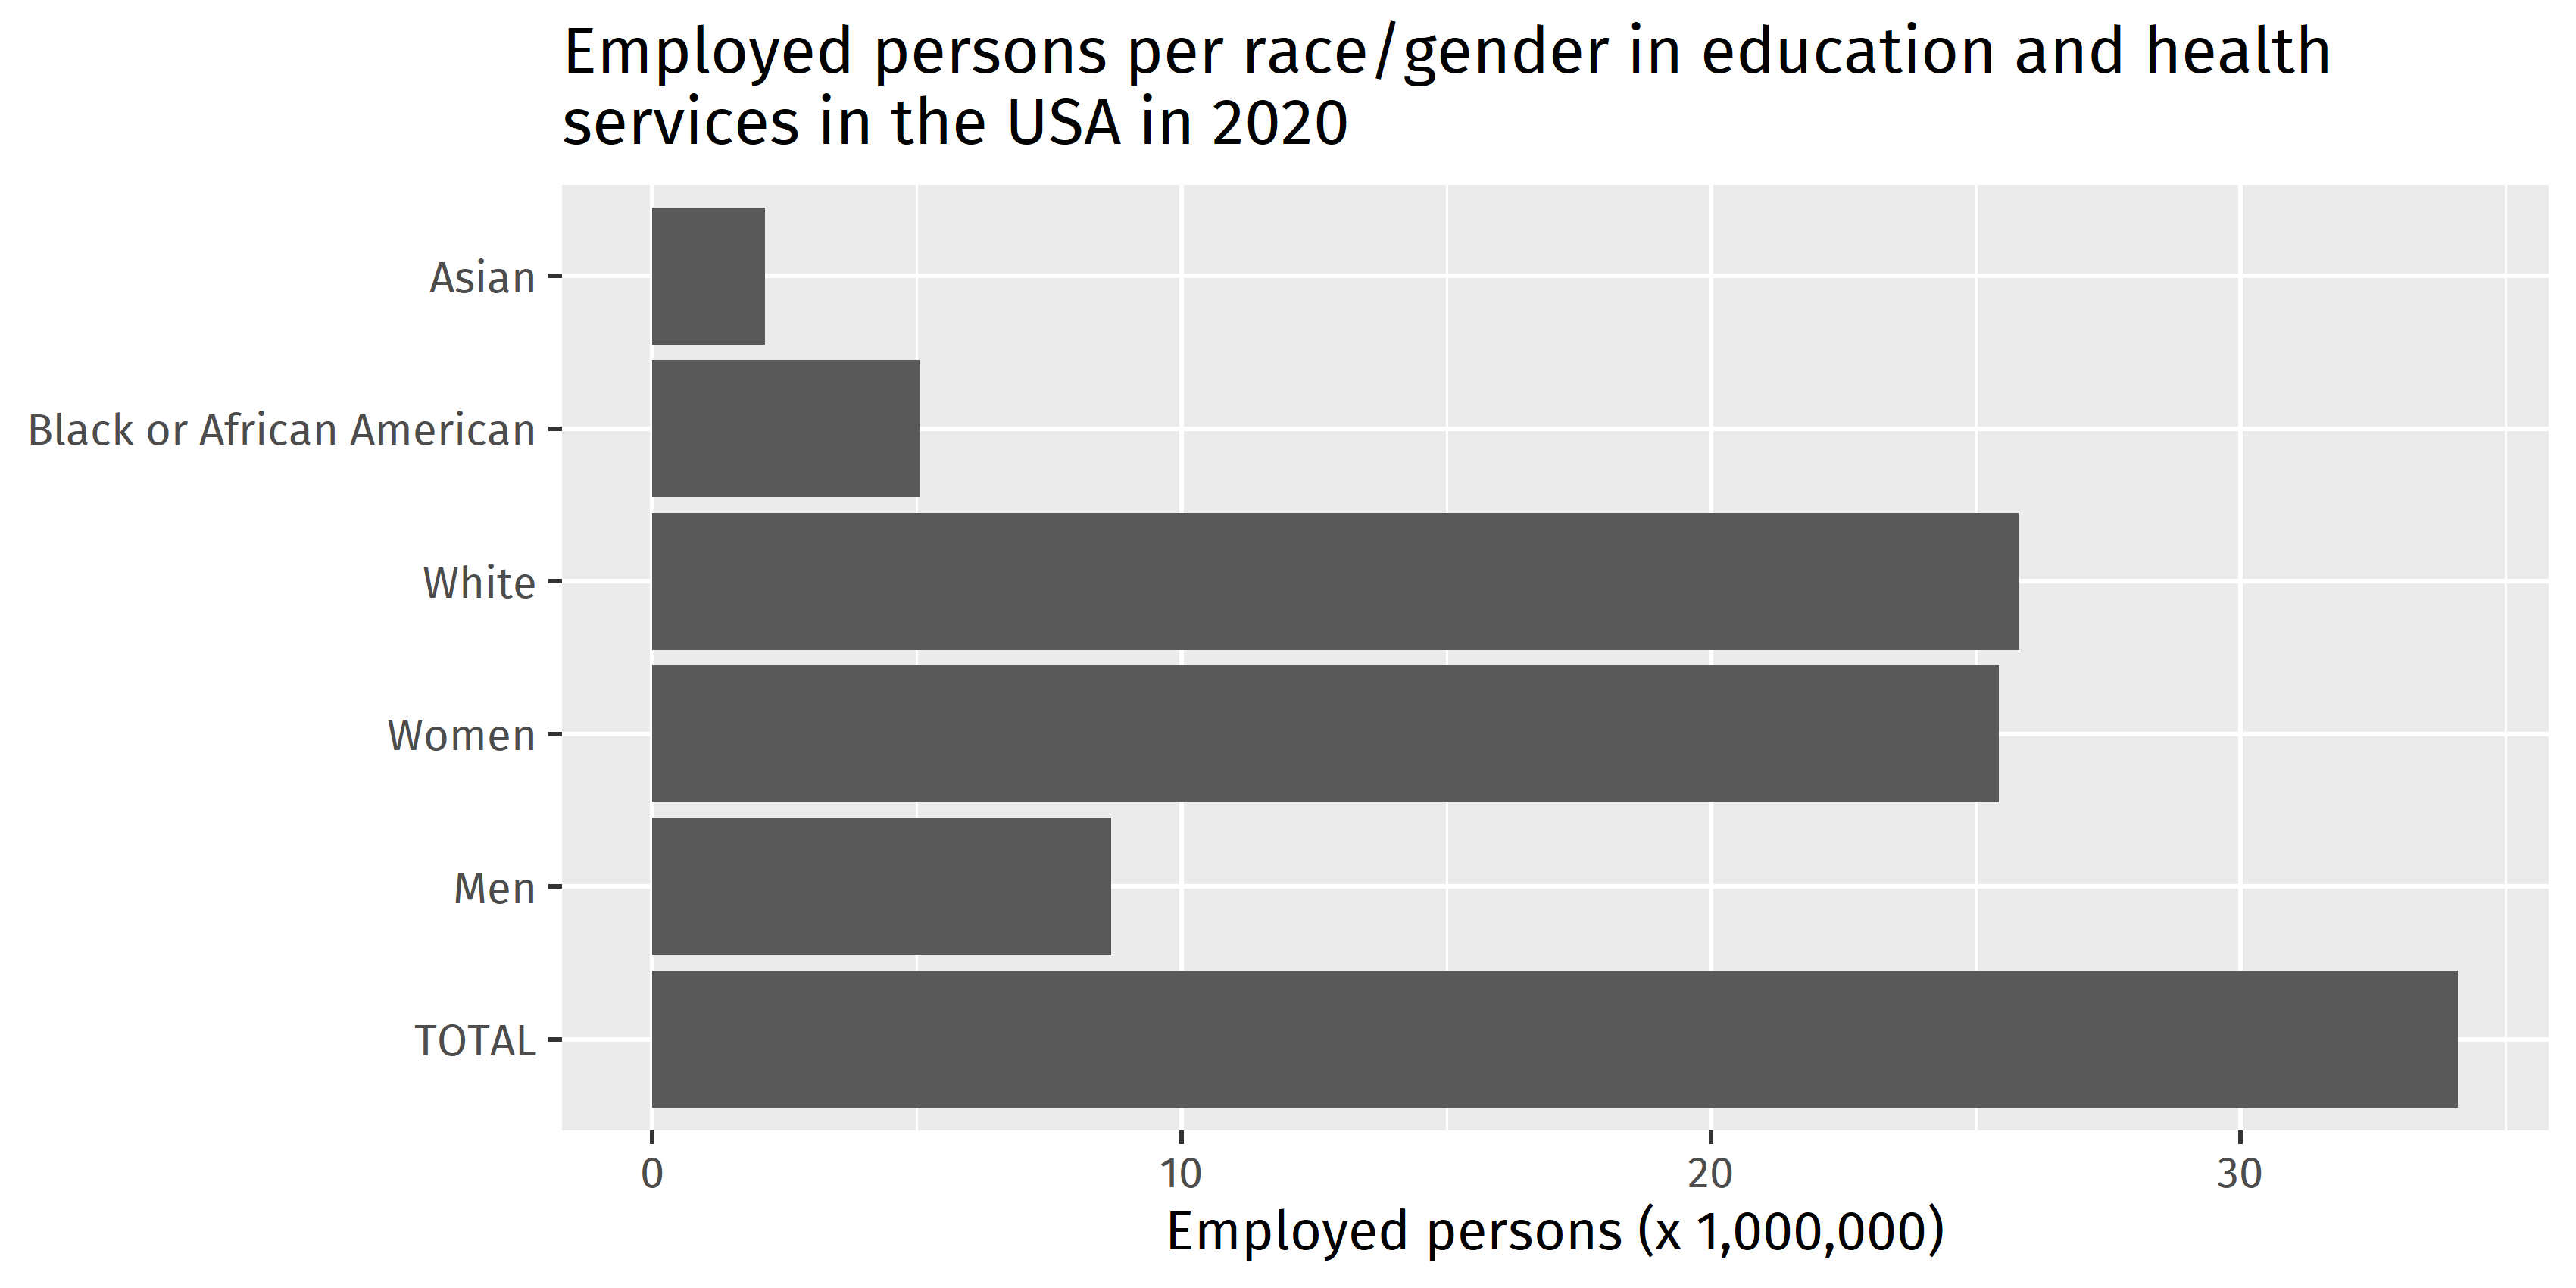 Employed persons per race/gender in education and health
services in the USA in 2020
Asian
Black or African American
White
Women
Men
TOTAL
0 10 20 30
Employed persons (x 1,000,000)